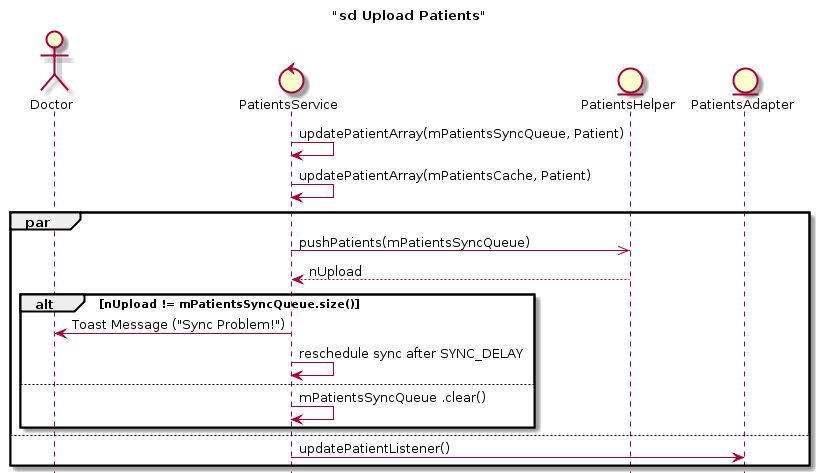 "sd Upload Patients"
Doctor
PatientsService
PatientsHelper
PatientsAdapter
updatePatientArray(mPatientsSyncQueue, Patient)
updatePatientArray(mPatientsCache, Patient)
par
pushPatients(mPatientsSyncQueue)
nUpload
alt [nUpload != mPatientsSyncQueue.size()]
Toast Message ("Sync Problem!")
reschedule sync after SYNC_DELAY
mPatientsSyncQueue .clear()
updatePatientListener()